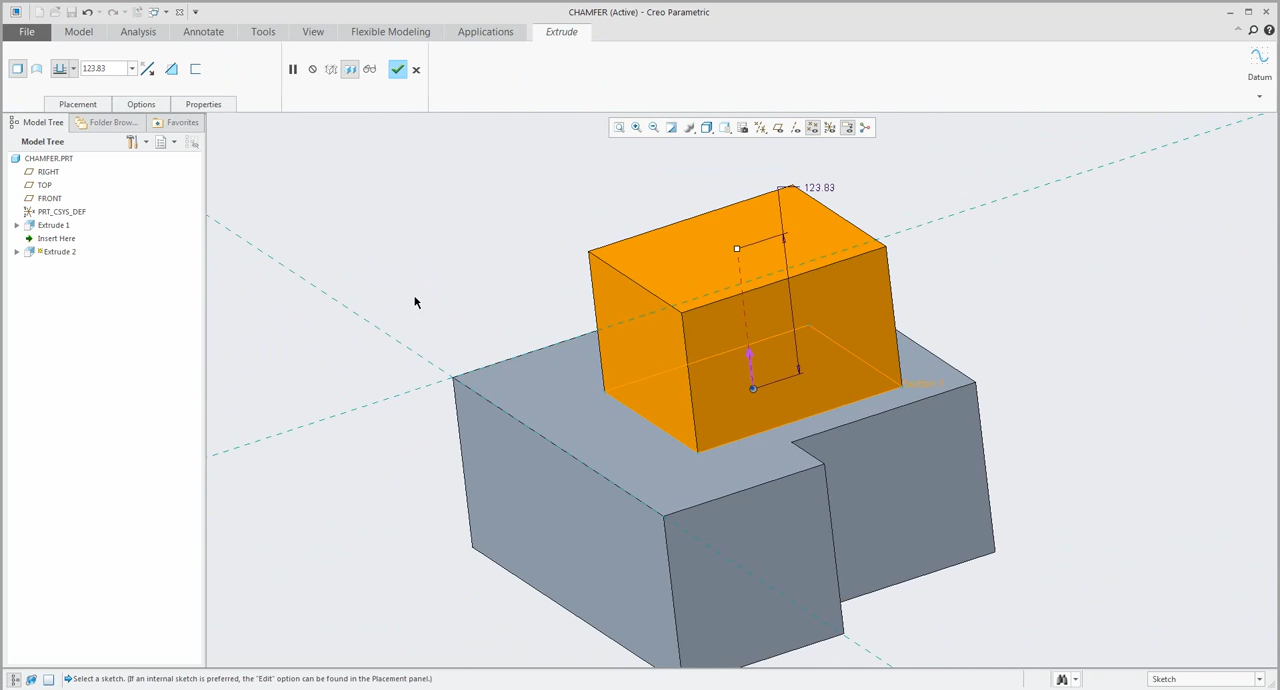 CHAMFER (Active) - Creo Parametric
File Model Analysis Annotate Tools View Flexible Modeling Applications Extrude
123.83
Datum
Placement Options Properties
Model Tree Folder Brow... Favorites
Model Tree
CHAMFER.PRT
RIGHT
TOP
FRONT
PRT_CSYS_DEF
Extrude 1
Insert Here
Extrude 2
123.83
Select a sketch. (If an internal sketch is preferred, the "Edit" option can be found in the Placement panel.)
Sketch